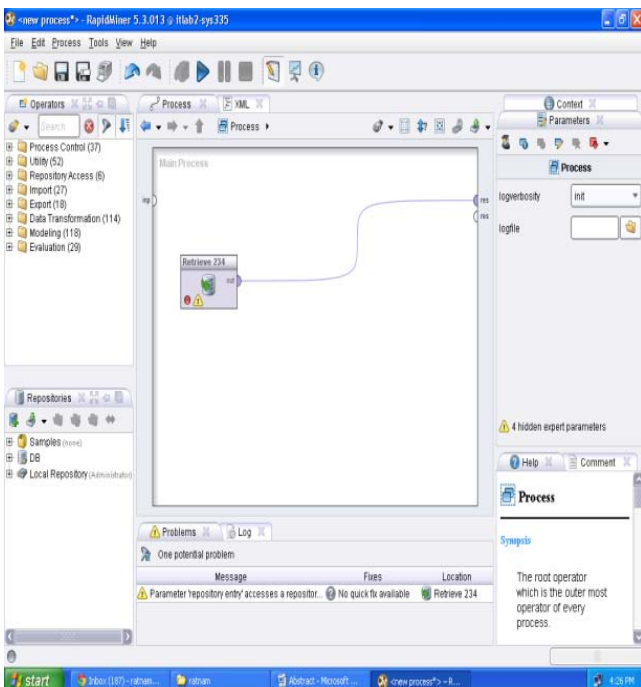 <new process*> - RapidMiner 5.3.013 @ itlab2-sys335
File Edit Process Tools View Help
Operators
Process
XML
Context
Parameters
Search
Process
Process Control (37)
Utility (52)
Repository Access (6)
Import (27)
Export (18)
Data Transformation (114)
Modeling (118)
Evaluation (29)
Main Process
inp
res
res
Retrieve 234
out
Process
logverbosity
init
logfile
4 hidden expert parameters
Repositories
Samples (none)
DB
Local Repository (Administrator)
Help
Comment
Process
Synopsis
The root operator
which is the outer most
operator of every
process.
Problems
Log
One potential problem
Message Fixes Location
Parameter 'repository entry' accesses a repositor... No quick fix available Retrieve 234
start
Inbox (187) - ratnam...
ratnam
Abstract - Microsoft ...
<new process*> – R...
4:26 PM